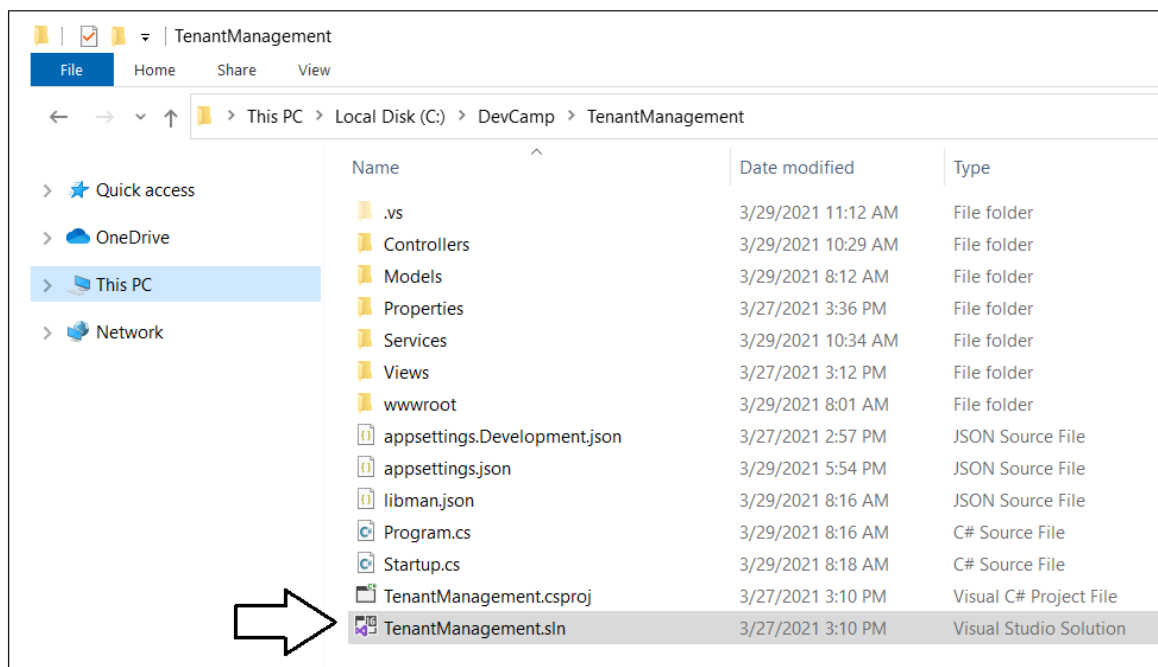 TenantManagement
File Home Share View
This PC > Local Disk (C:) > DevCamp > TenantManagement
Name Date modified Type
Quick access
OneDrive
This PC
Network
.vs 3/29/2021 11:12 AM File folder
Controllers 3/29/2021 10:29 AM File folder
Models 3/29/2021 8:12 AM File folder
Properties 3/27/2021 3:36 PM File folder
Services 3/29/2021 10:34 AM File folder
Views 3/27/2021 3:12 PM File folder
wwwroot 3/29/2021 8:01 AM File folder
appsettings.Development.json 3/27/2021 2:57 PM JSON Source File
appsettings.json 3/29/2021 5:54 PM JSON Source File
libman.json 3/29/2021 8:16 AM JSON Source File
Program.cs 3/29/2021 8:16 AM C# Source File
Startup.cs 3/29/2021 8:18 AM C# Source File
TenantManagement.csproj 3/27/2021 3:10 PM Visual C# Project File
TenantManagement.sln 3/27/2021 3:10 PM Visual Studio Solution